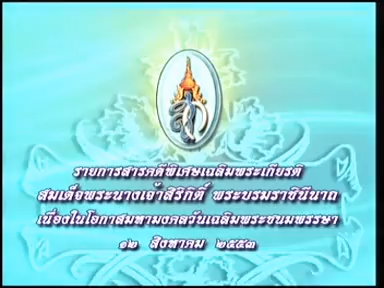 รายการสารคดีพิเศษเฉลิมพระเกียรติ
สมเด็จพระนางเจ้าสิริกิติ์ พระบรมราชินีนาถ
เนื่องในโอกาสมหามงคลวันเฉลิมพระชนมพรรษา
๑๒ สิงหาคม ๒๕๕๓